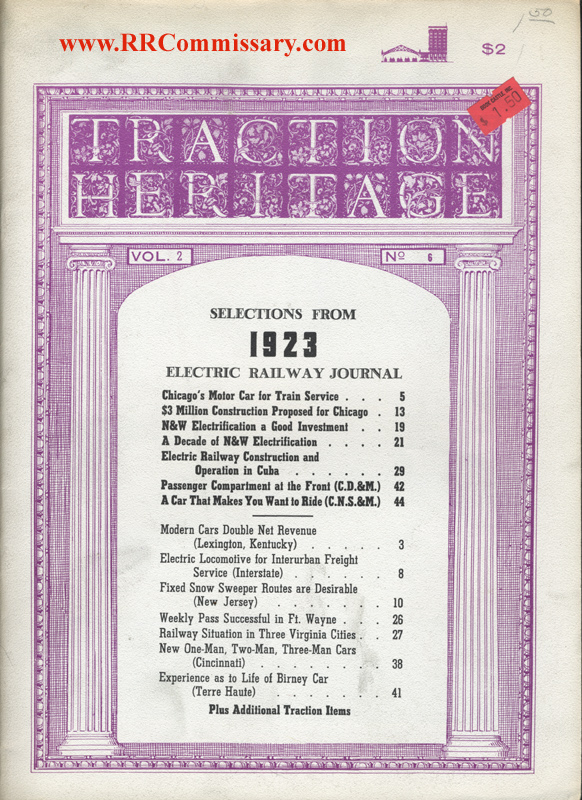 1 50
www.RRCommissary.com
$2
$ 1.50
TRACTION
HERITAGE
VOL. 2
Nº 6
SELECTIONS FROM
1923
ELECTRIC RAILWAY JOURNAL
Chicago's Motor Car for Train Service . . . 5
$3 Million Construction Proposed for Chicago . 13
N&W Electrification a Good Investment . . 19
A Decade of N&W Electrification . . . . 21
Electric Railway Construction and
Operation in Cuba . . . . . . 29
Passenger Compartment at the Front (C.D.&M.) 42
A Car That Makes You Want to Ride (C.N.S.&M.) 44
Modern Cars Double Net Revenue
(Lexington, Kentucky) . . . . . 3
Electric Locomotive for Interurban Freight
Service (Interstate) . . . . . . 8
Fixed Snow Sweeper Routes are Desirable
(New Jersey) . . . . . . . 10
Weekly Pass Successful in Ft. Wayne . . . 26
Railway Situation in Three Virginia Cities . . 27
New One-Man, Two-Man, Three-Man Cars
(Cincinnati) . . . . . . . 38
Experience as to Life of Birney Car
(Terre Haute) . . . . . . . 41
Plus Additional Traction Items